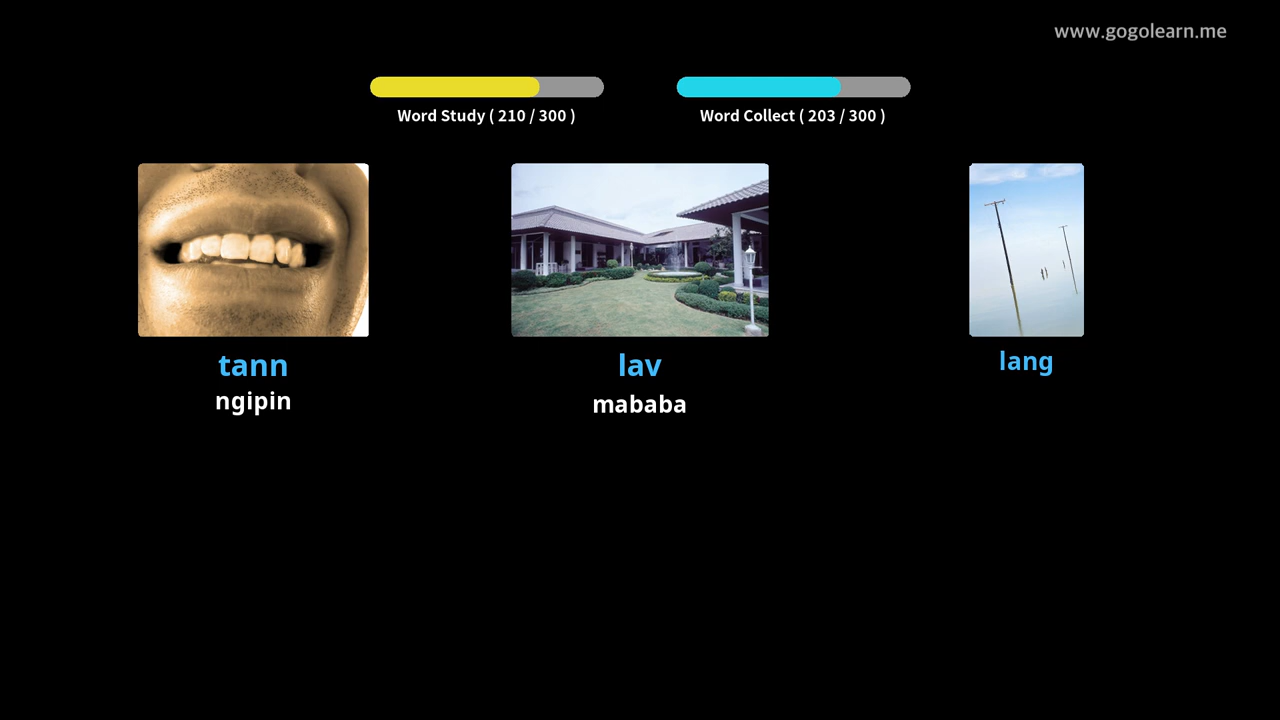 www.gogolearn.me
Word Study ( 210 / 300 )
Word Collect ( 203 / 300 )
tann
ngipin
lav
mababa
lang